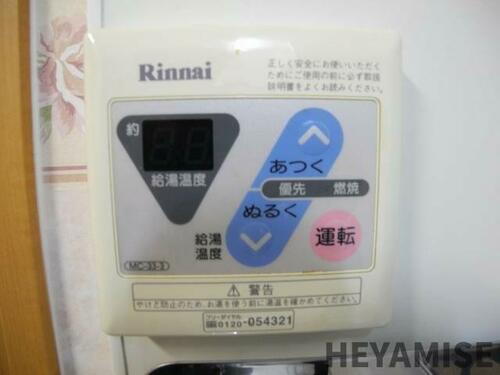 Rinnai
正しく安全にお使いいただく
ためにご使用の前に必ず取扱
説明書をよくお読みください。
約
給湯温度
あつく
優先 燃焼
ぬるく
給湯
温度
運転
MC-33-3
⚠警告
やけど防止のため、お湯を使う前に湯温を確かめてください。
フリーダイヤル
0120-054321
HEYAMISE